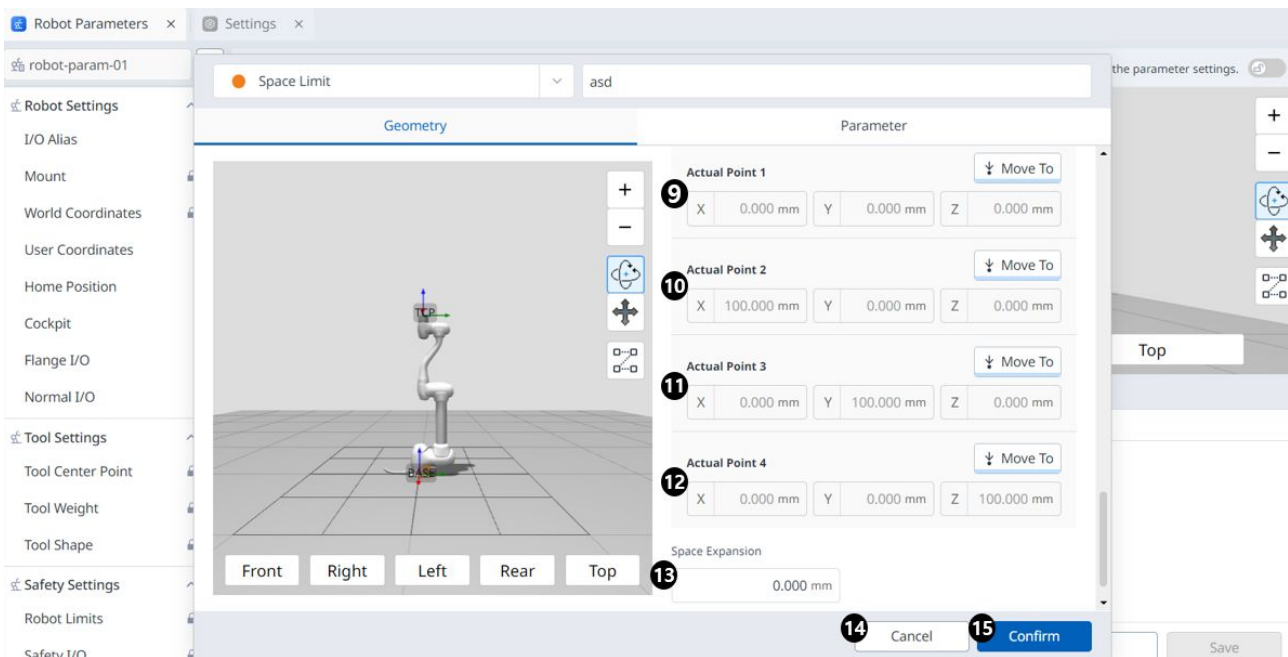 Robot Parameters ×
Settings ×
robot-param-01
the parameter settings.
Space Limit
asd
Geometry
Parameter
Robot Settings
I/O Alias
Mount
World Coordinates
User Coordinates
Home Position
Cockpit
Flange I/O
Normal I/O
Tool Settings
Tool Center Point
Tool Weight
Tool Shape
Safety Settings
Robot Limits
Safety I/O
+
−
TCP
BASE
Front
Right
Left
Rear
Top
Actual Point 1
Move To
9
X 0.000 mm Y 0.000 mm Z 0.000 mm
Actual Point 2
Move To
10
X 100.000 mm Y 0.000 mm Z 0.000 mm
Actual Point 3
Move To
11
X 0.000 mm Y 100.000 mm Z 0.000 mm
Actual Point 4
Move To
12
X 0.000 mm Y 0.000 mm Z 100.000 mm
Space Expansion
13
0.000 mm
14
Cancel
15
Confirm
+
−
Top
Save